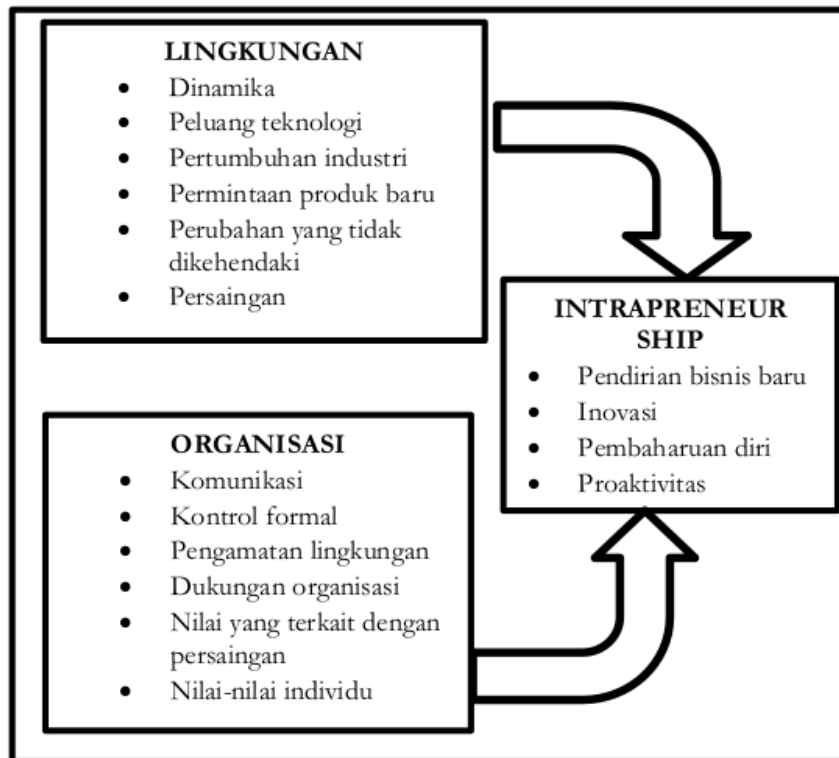 LINGKUNGAN
• Dinamika
• Peluang teknologi
• Pertumbuhan industri
• Permintaan produk baru
• Perubahan yang tidak
dikehendaki
• Persaingan
INTRAPRENEUR
SHIP
• Pendirian bisnis baru
• Inovasi
• Pembaharuan diri
• Proaktivitas
ORGANISASI
• Komunikasi
• Kontrol formal
• Pengamatan lingkungan
• Dukungan organisasi
• Nilai yang terkait dengan
persaingan
• Nilai-nilai individu